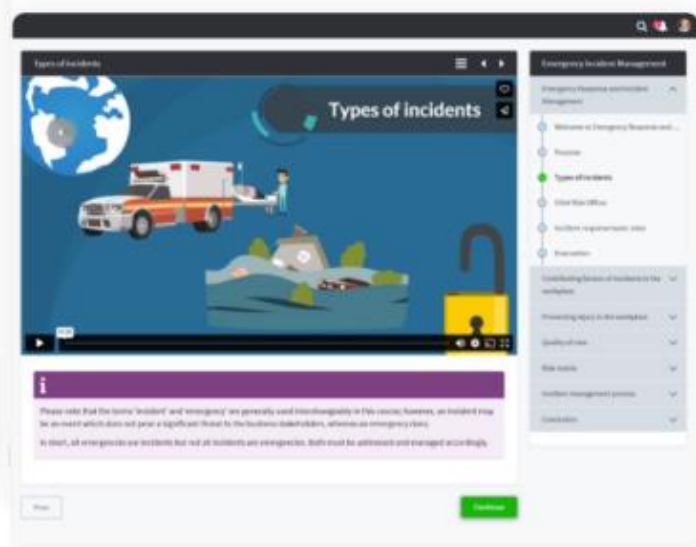 Types of incidents
Emergency Incident Management
Types of incidents
Emergency Response and Incident
Management
Welcome to Emergency Response and ...
Types of incidents
Incident response team roles
Evacuation
Contributing factors of incidents in the
workplace
Preventing injury in the workplace
Quality of care
Risk matrix
Incident management process
Conclusion
Please note that the terms 'incident' and 'emergency' are generally used interchangeably in this course; however, an incident may
be an event which does not pose a significant threat to the business stakeholders, whereas an emergency does.
In short, all emergencies are incidents but not all incidents are emergencies. Both must be addressed and managed accordingly.
Prev
Continue